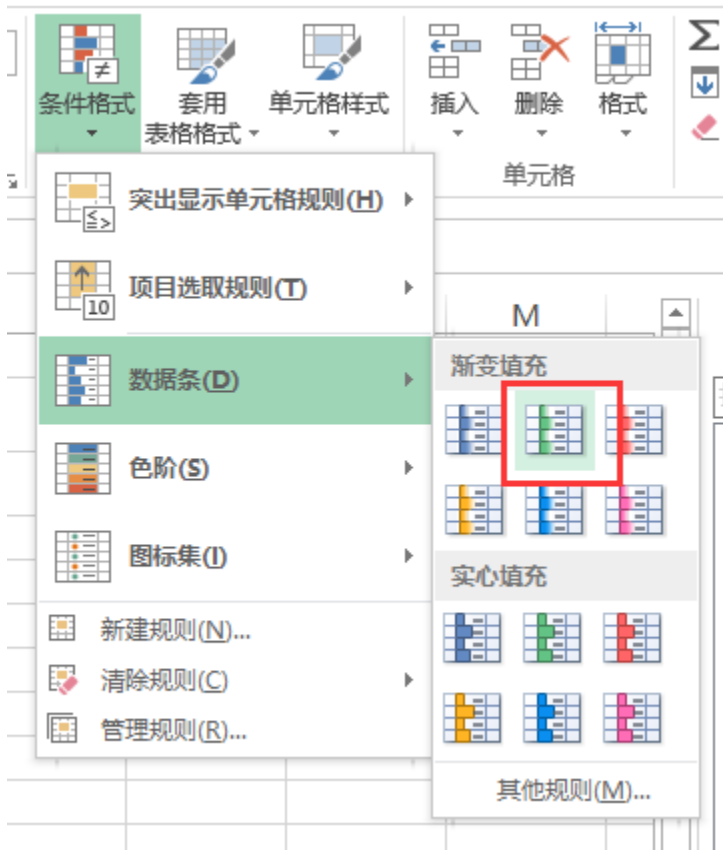 条件格式
套用
表格格式
单元格样式
插入
删除
格式
单元格
突出显示单元格规则(H)
10
项目选取规则(T)
M
数据条(D)
渐变填充
色阶(S)
图标集(I)
实心填充
新建规则(N)...
清除规则(C)
管理规则(R)...
其他规则(M)...